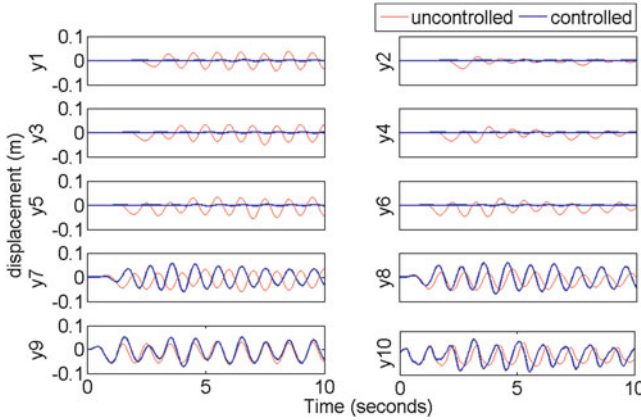 uncontrolled controlled
0.1
0
-0.1
y1
y2
0.1
0
-0.1
y3
y4
displacement (m)
0.1
0
-0.1
y5
y6
0.1
0
-0.1
y7
y8
0.1
0
-0.1
y9
y10
0 5 10 0 5 10
Time (seconds)